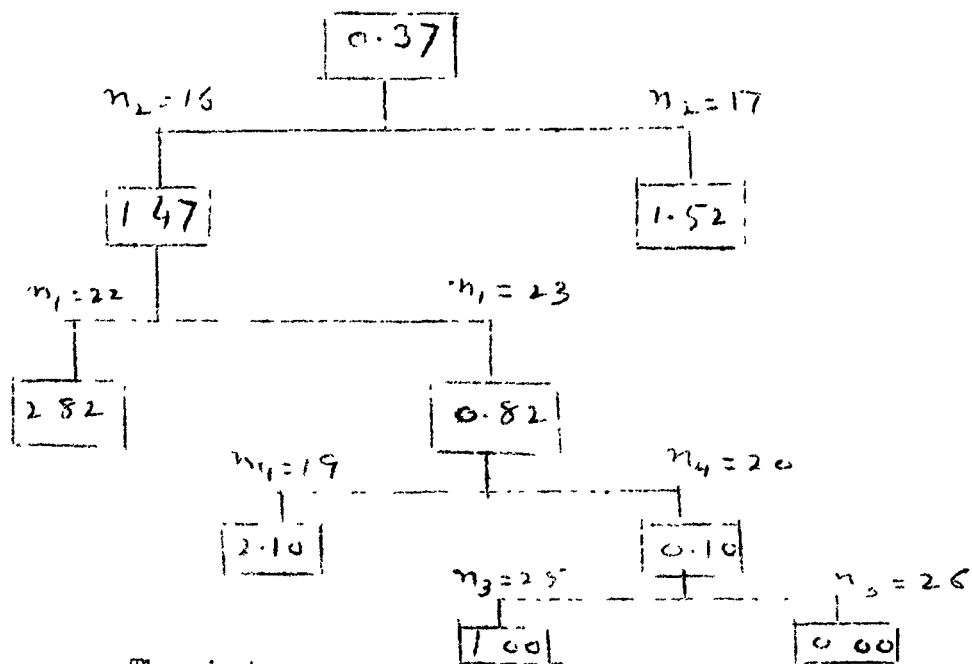 0.37
n₂ = 16 n₂ = 17
1 47 1.52
n₁ = 22 n₁ = 23
2 82 0.82
n₄ = 19 n₄ = 20
2.10 0.10
n₃ = 25 n₃ = 26
1 00 0 00